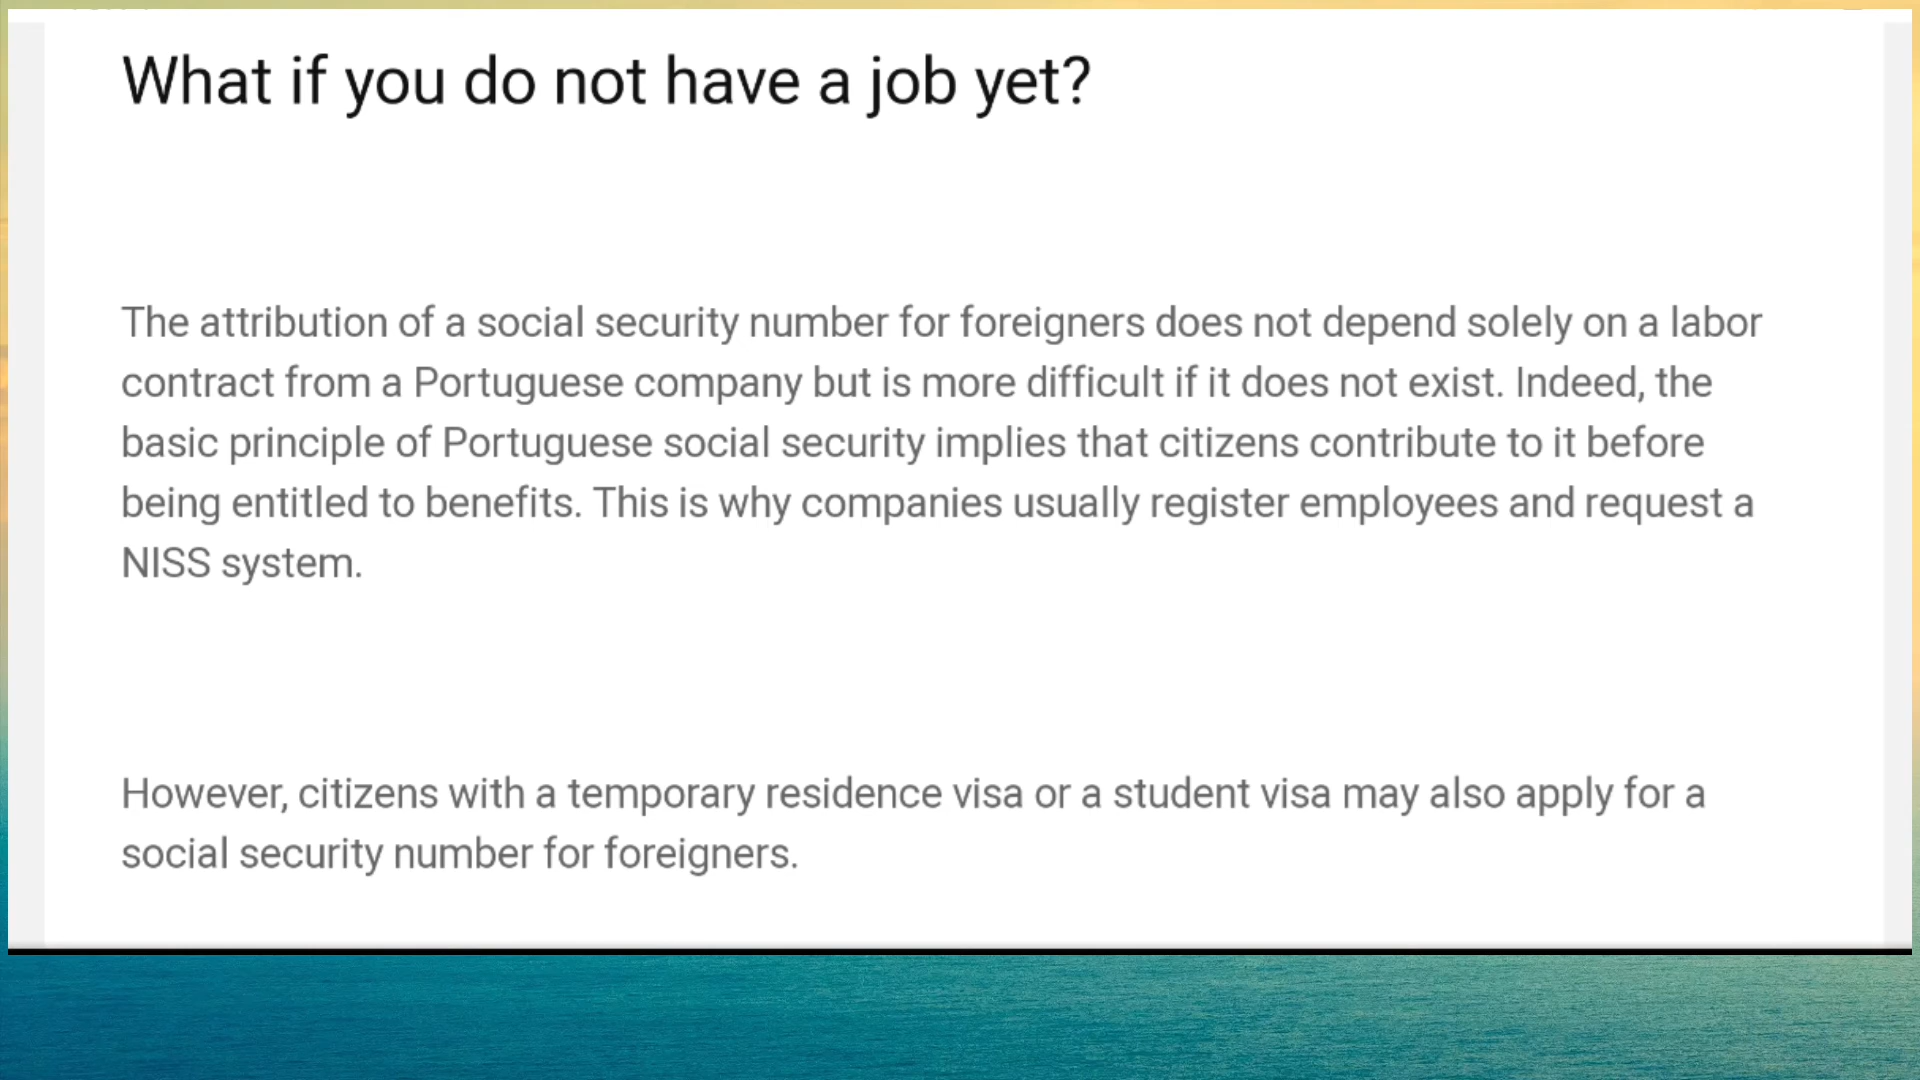 What if you do not have a job yet?
The attribution of a social security number for foreigners does not depend solely on a labor
contract from a Portuguese company but is more difficult if it does not exist. Indeed, the
basic principle of Portuguese social security implies that citizens contribute to it before
being entitled to benefits. This is why companies usually register employees and request a
NISS system.
However, citizens with a temporary residence visa or a student visa may also apply for a
social security number for foreigners.